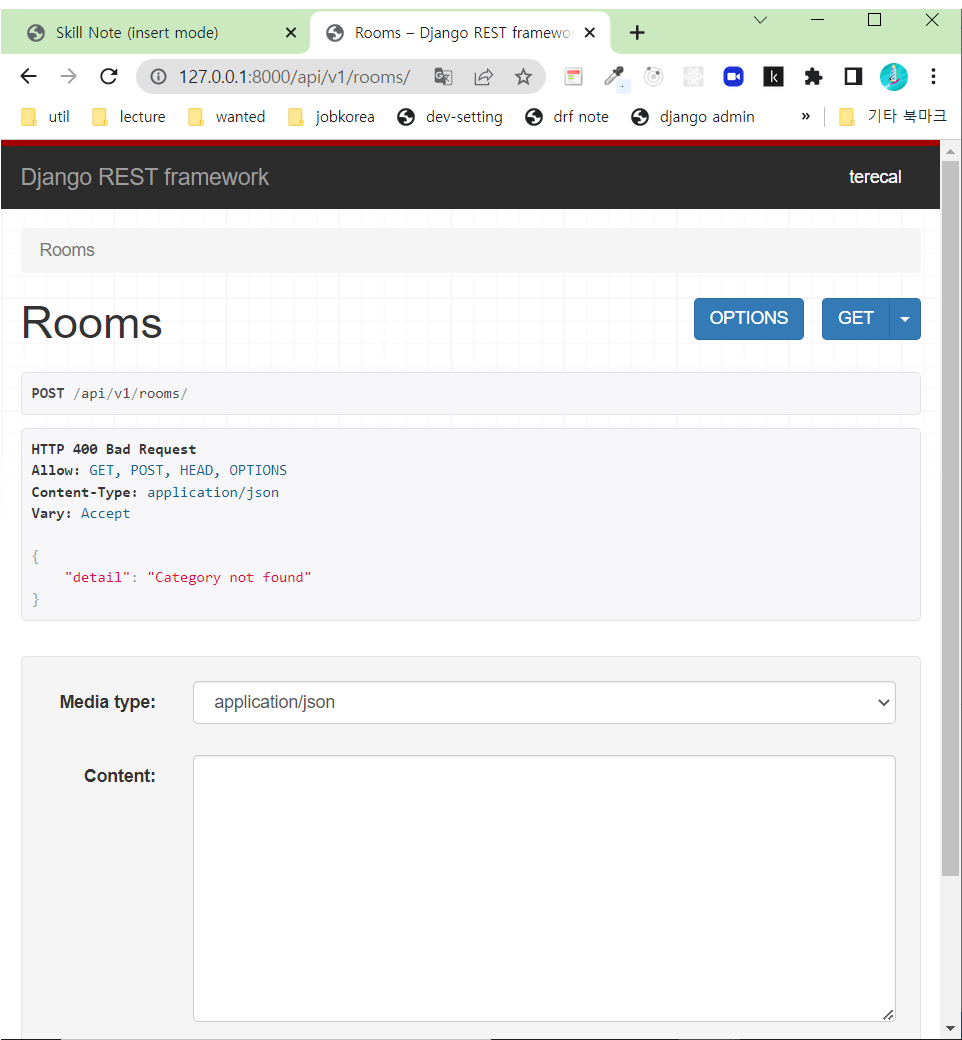 Skill Note (insert mode)
Rooms – Django REST framewo
127.0.0.1:8000/api/v1/rooms/
util lecture wanted jobkorea dev-setting drf note django admin » 기타 북마크
Django REST framework terecal
Rooms
Rooms OPTIONS GET
POST /api/v1/rooms/
HTTP 400 Bad Request
Allow: GET, POST, HEAD, OPTIONS
Content-Type: application/json
Vary: Accept
{
"detail": "Category not found"
}
Media type: application/json
Content: